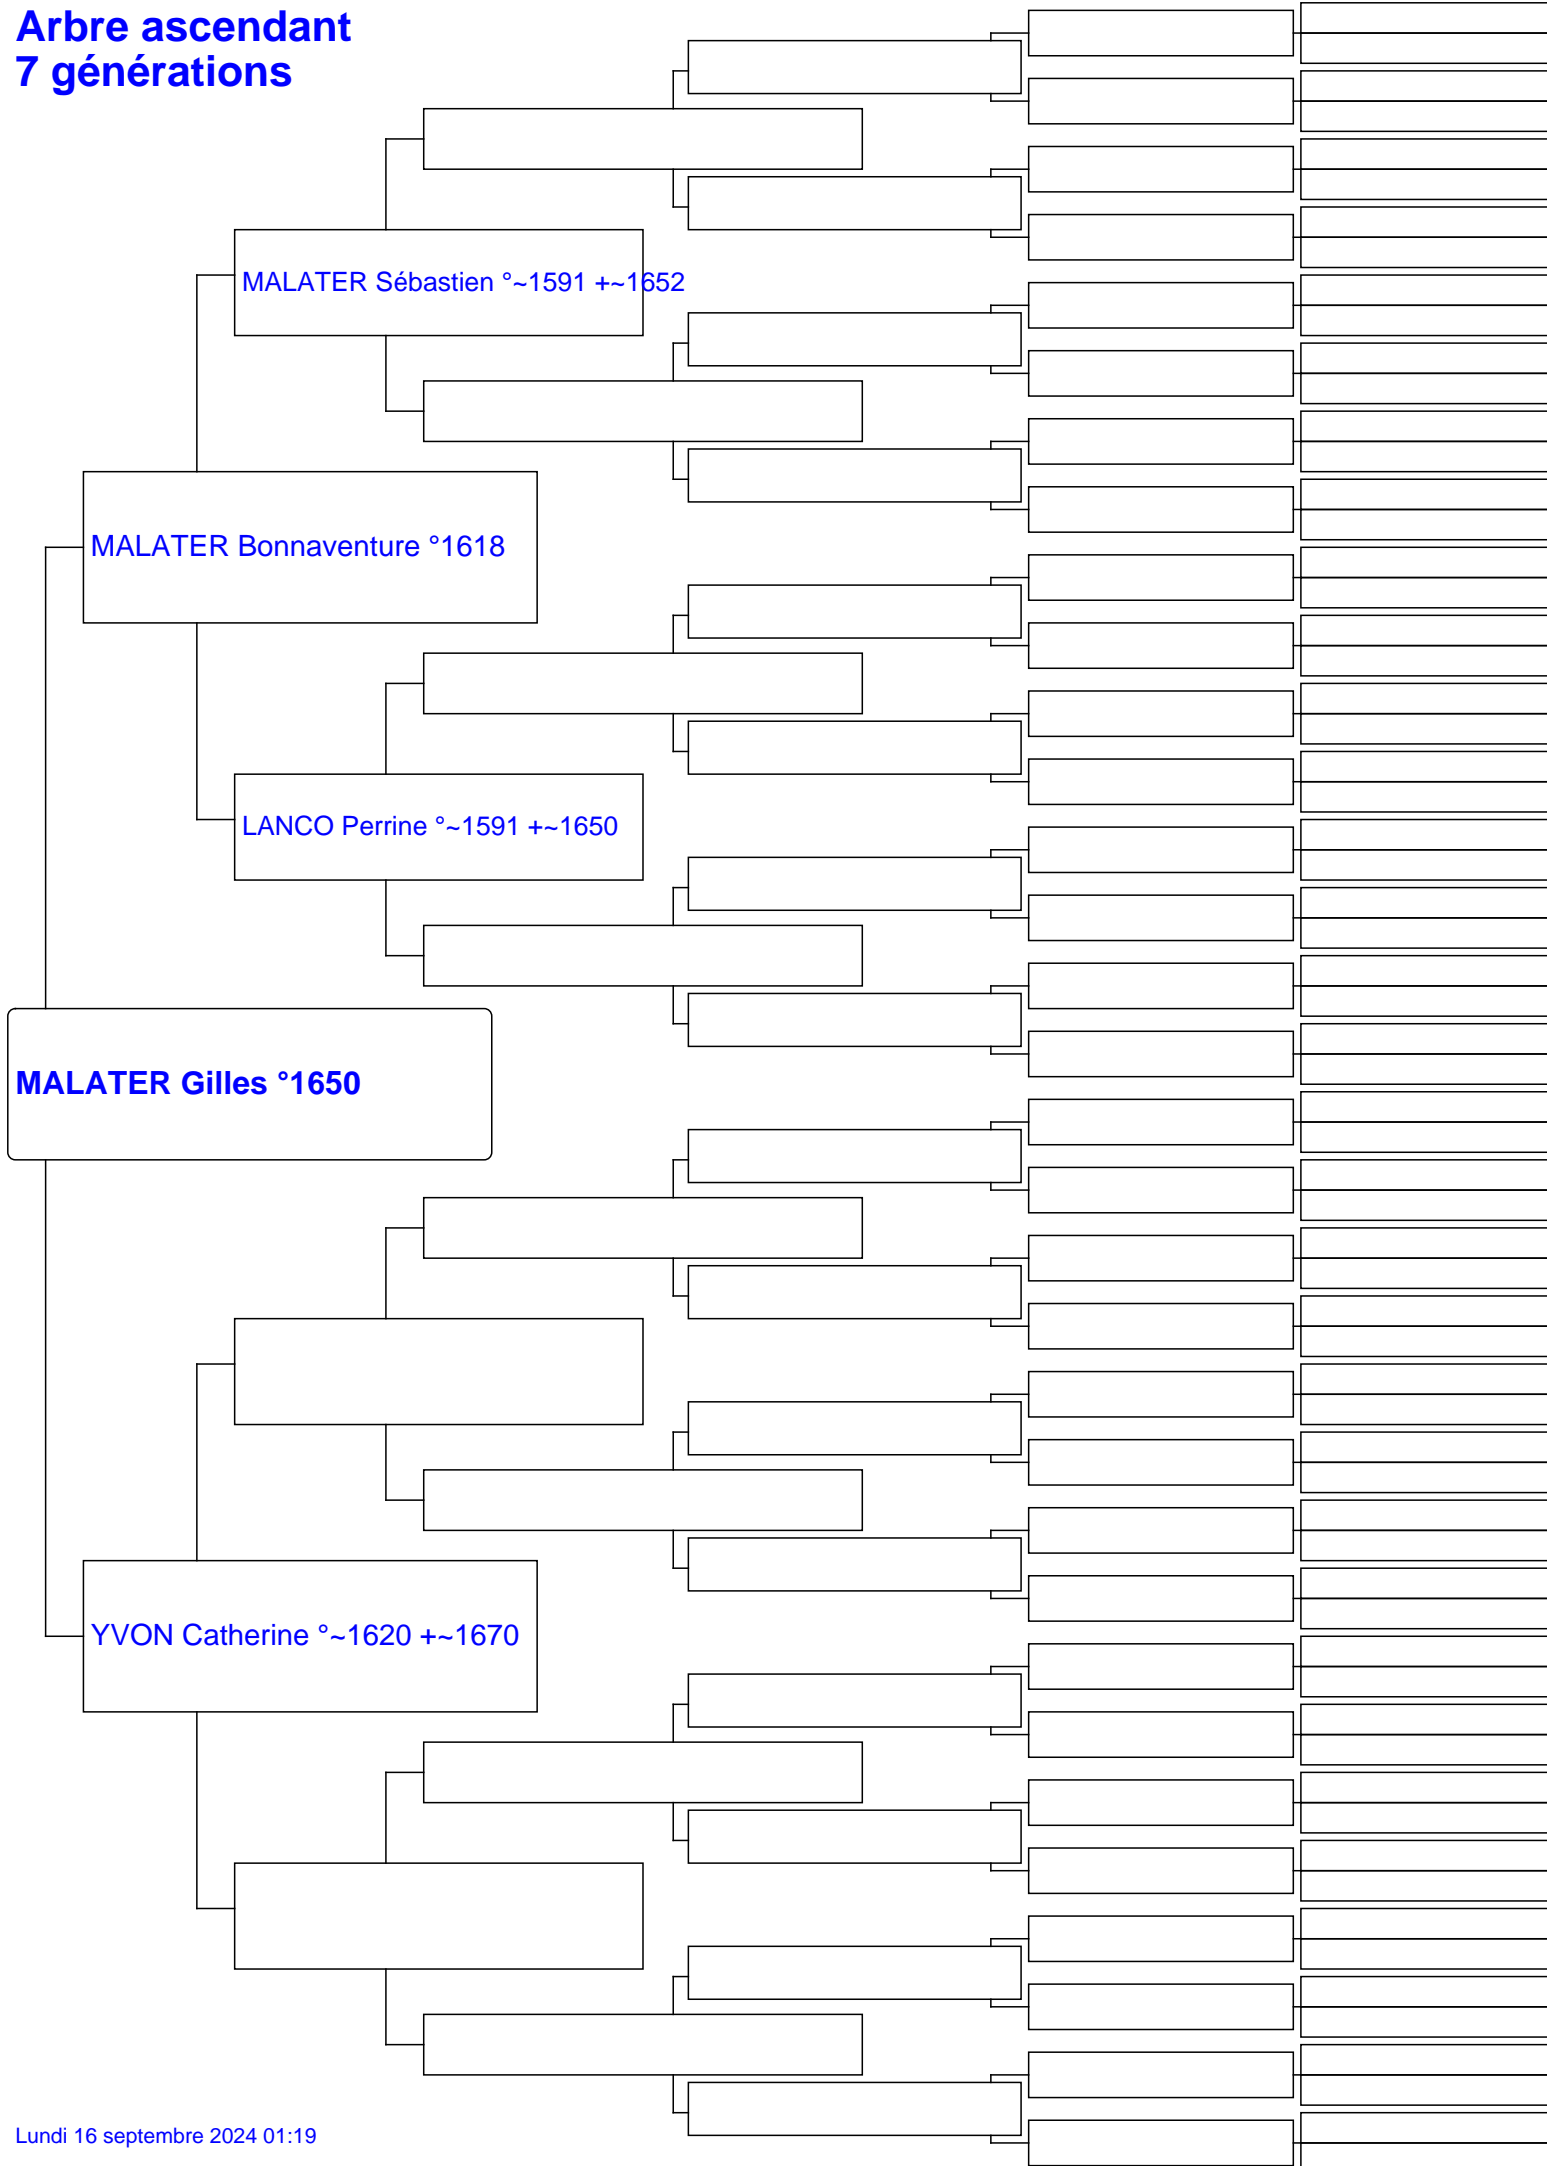 Arbre ascendant
7 générations
MALATER Sébastien °~1591 +~1652
MALATER Bonnaventure °1618
LANCO Perrine °~1591 +~1650
MALATER Gilles °1650
YVON Catherine °~1620 +~1670
Lundi 16 septembre 2024 01:19